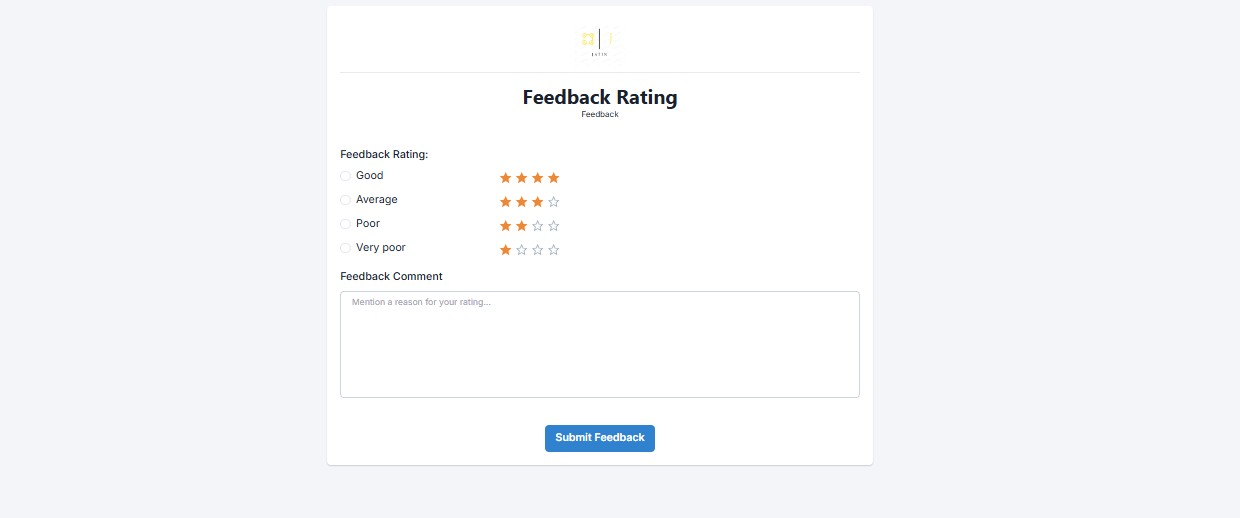 Feedback Rating
Feedback
Feedback Rating:
Good
Average
Poor
Very poor
Feedback Comment
Mention a reason for your rating...
Submit Feedback